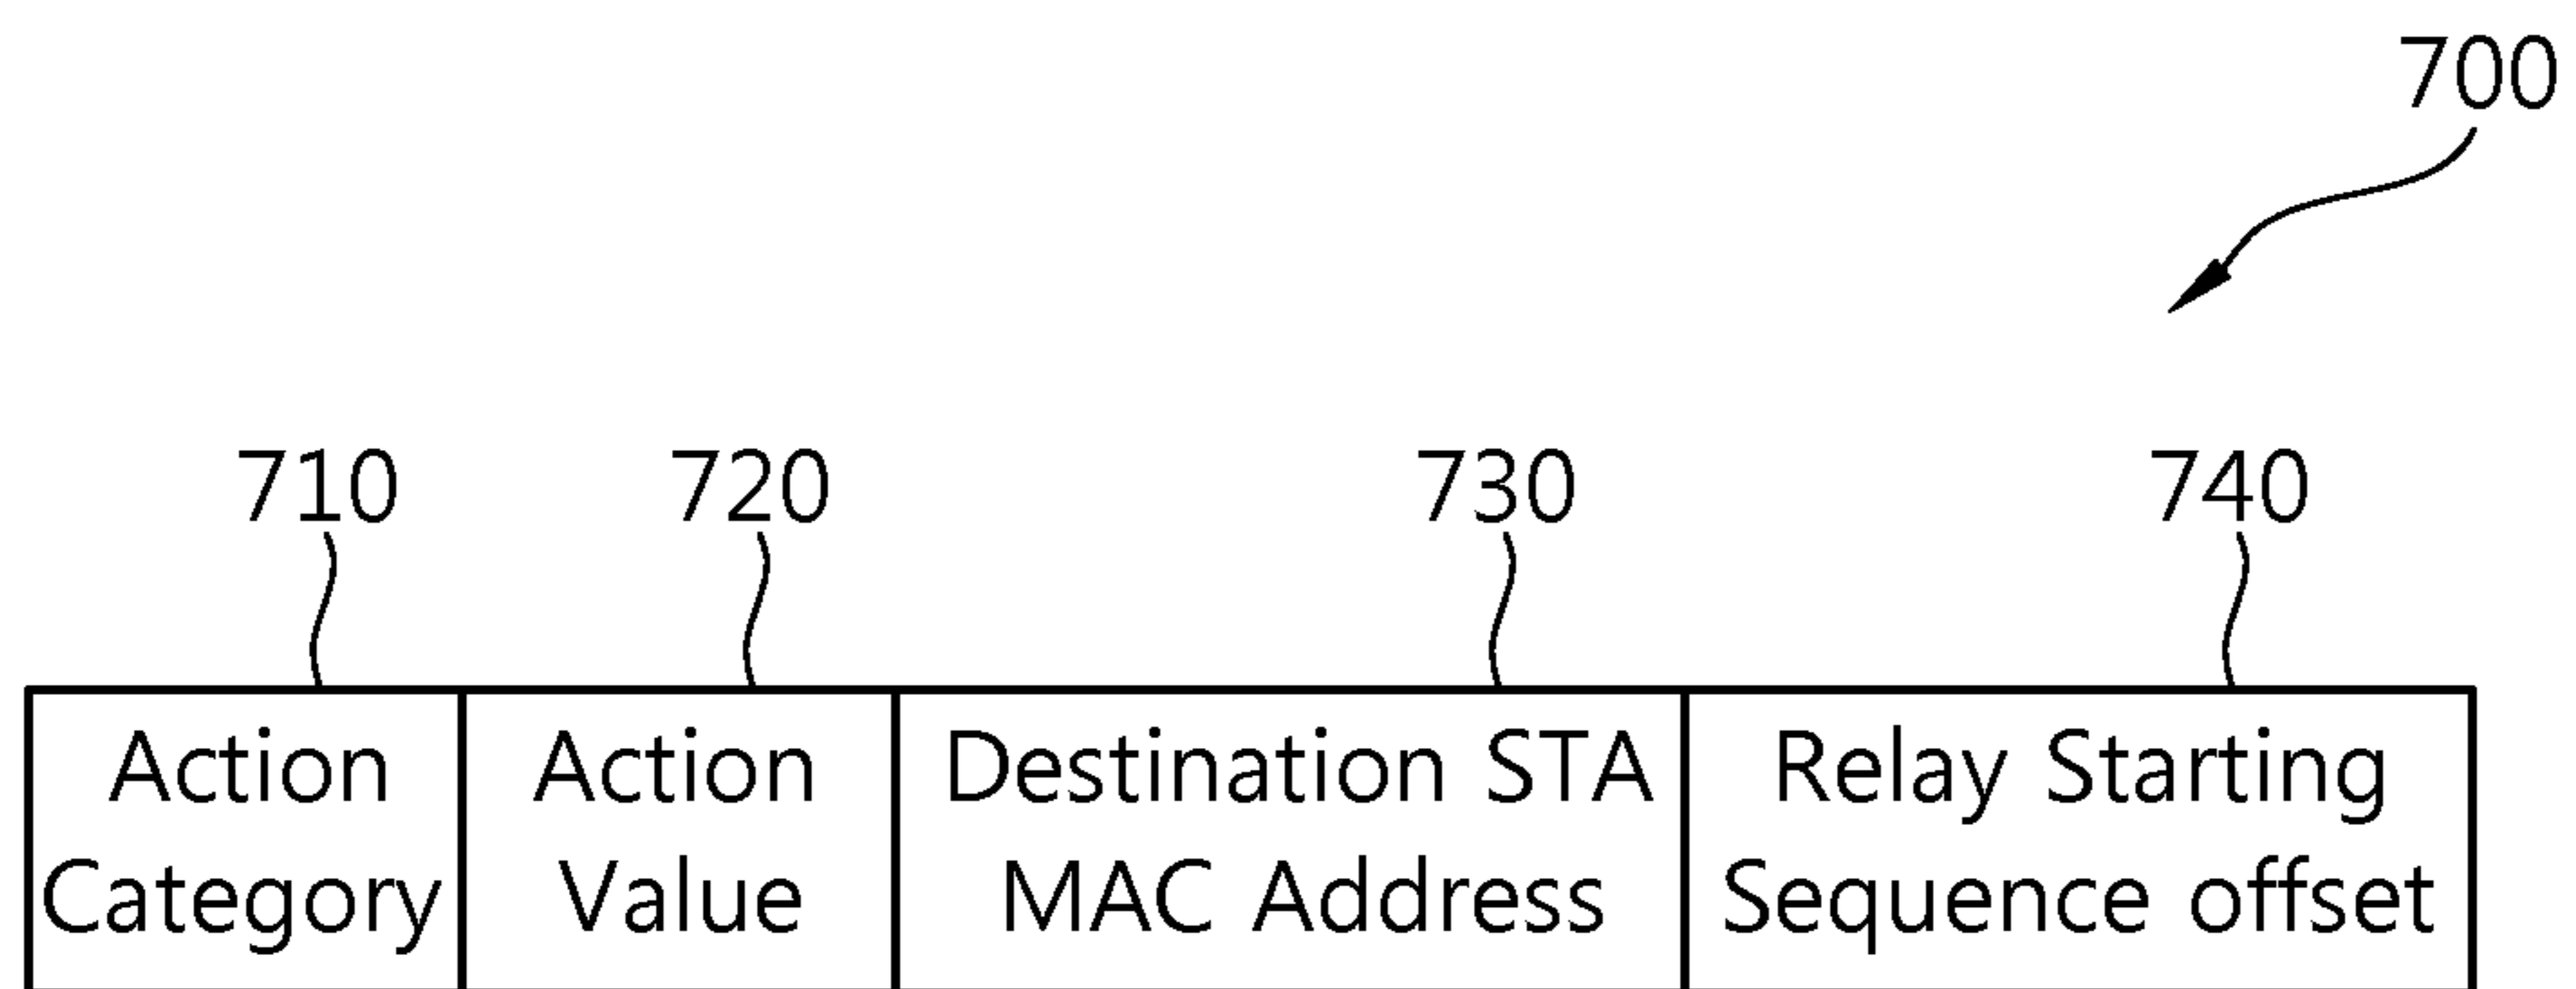 700
710 720 730 740
Action Action Destination STA Relay Starting
Category Value MAC Address Sequence offset